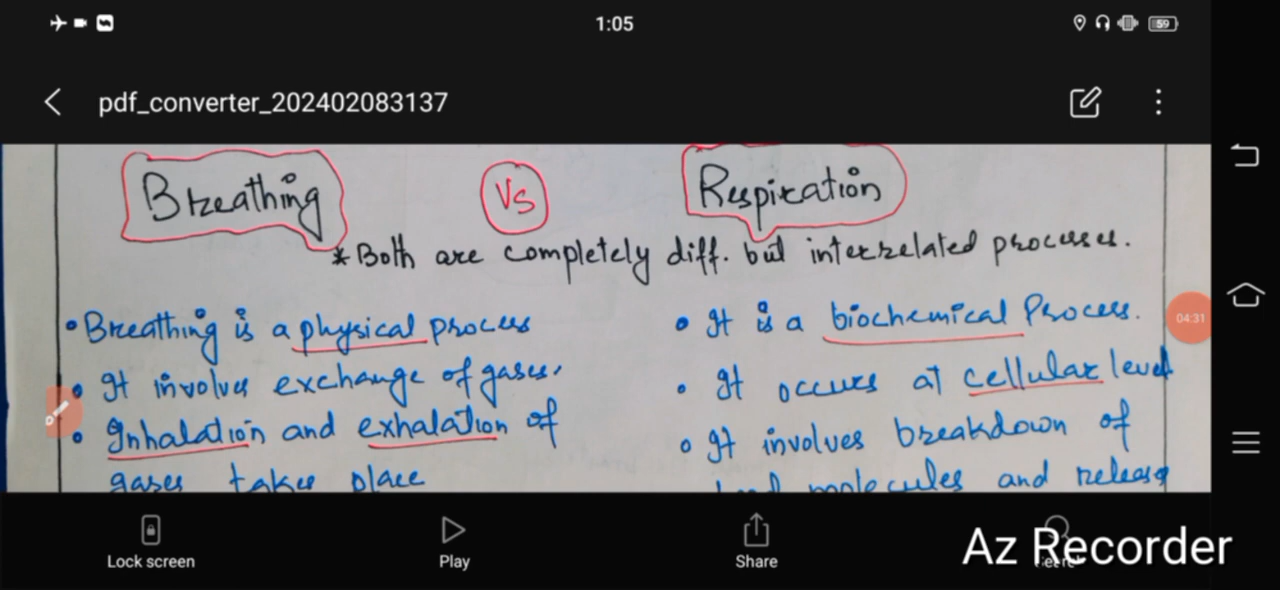 1:05
59
pdf_converter_202402083137
Breathing Vs Respiration
* Both are completely diff. but interrelated processes.
• Breathing is a physical process
• It is a biochemical Process.
04:31
• It involves exchange of gases.
• It occurs at cellular level
• Inhalation and exhalation of
• It involves breakdown of
gases takes place
molecules and release
Lock screen
Play
Share
Az Recorder